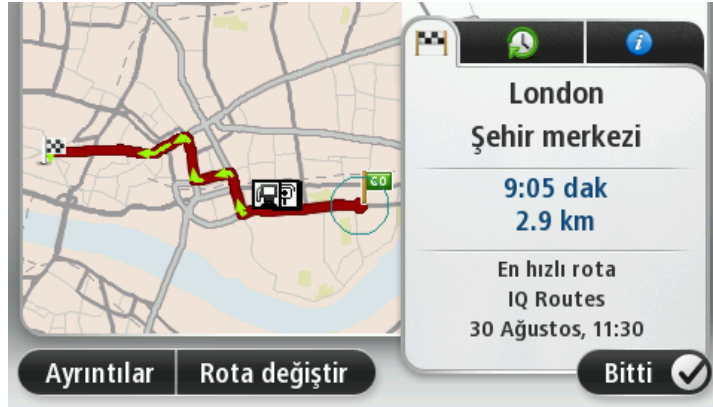 GO
London
Şehir merkezi
9:05 dak
2.9 km
En hızlı rota
IQ Routes
30 Ağustos, 11:30
Ayrıntılar
Rota değiştir
Bitti